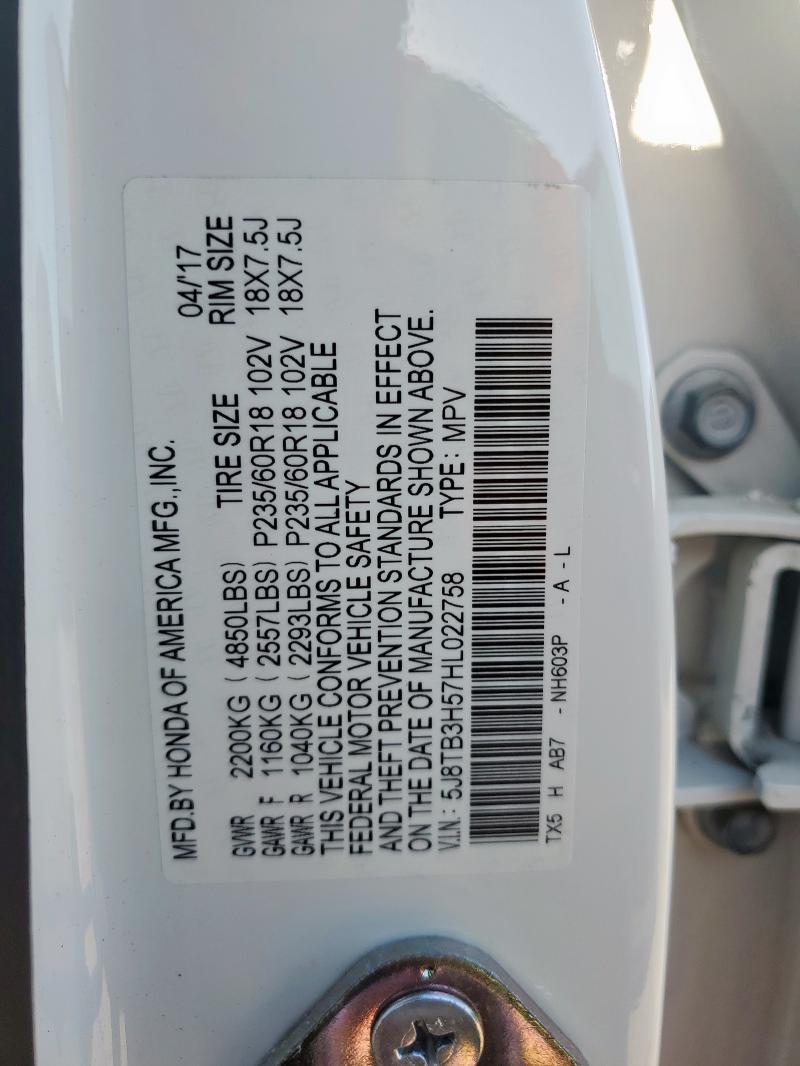 MFD.BY HONDA OF AMERICA MFG.,INC. 04/'17
GVWR 2200KG ( 4850LBS) TIRE SIZE RIM SIZE
GAWR F 1160KG ( 2557LBS) P235/60R18 102V 18X7.5J
GAWR R 1040KG ( 2293LBS) P235/60R18 102V 18X7.5J
THIS VEHICLE CONFORMS TO ALL APPLICABLE
FEDERAL MOTOR VEHICLE SAFETY
AND THEFT PREVENTION STANDARDS IN EFFECT
ON THE DATE OF MANUFACTURE SHOWN ABOVE.
V.I.N.: 5J8TB3H57HL022758 TYPE: MPV
TX5 H AB7 -NH603P -A-L